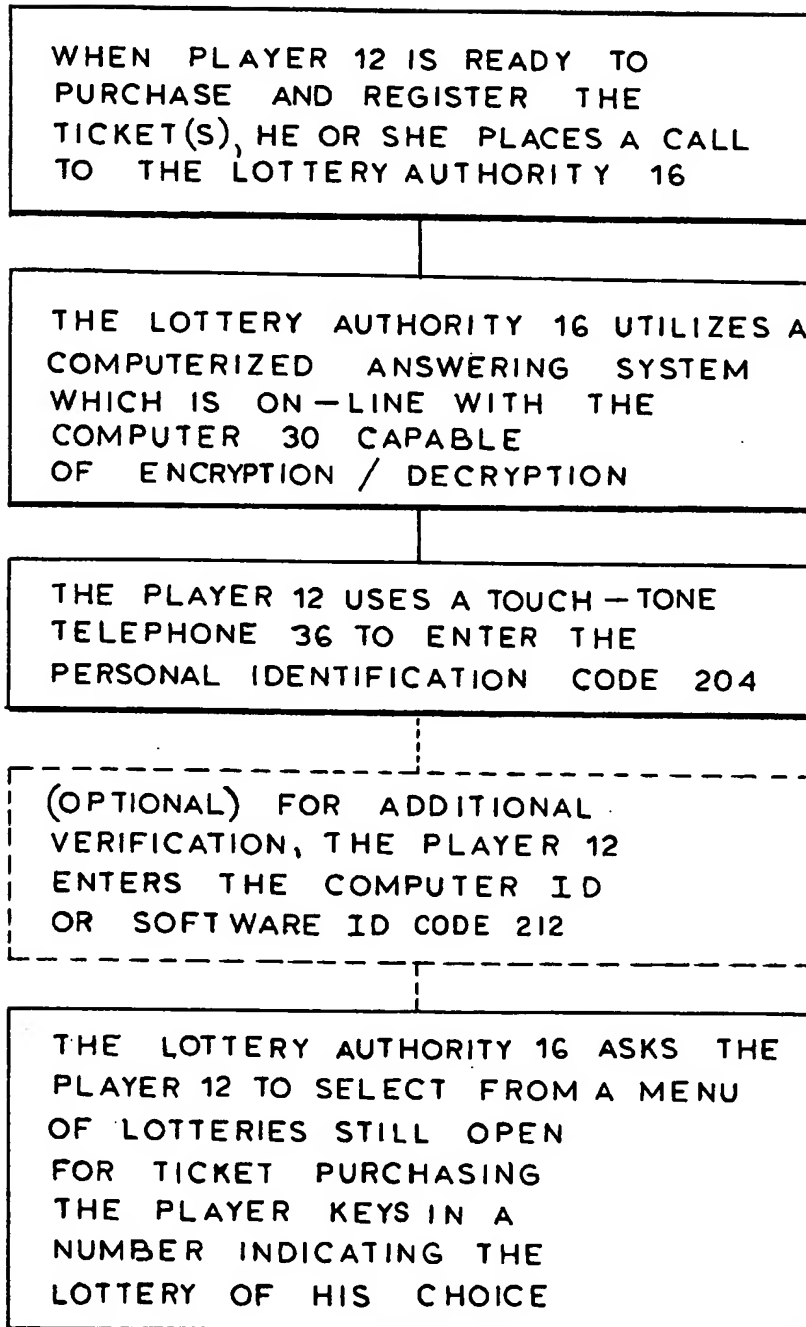 WHEN PLAYER 12 IS READY TO
PURCHASE AND REGISTER THE
TICKET(S), HE OR SHE PLACES A CALL
TO THE LOTTERY AUTHORITY 16
THE LOTTERY AUTHORITY 16 UTILIZES A
COMPUTERIZED ANSWERING SYSTEM
WHICH IS ON-LINE WITH THE
COMPUTER 30 CAPABLE
OF ENCRYPTION / DECRYPTION
THE PLAYER 12 USES A TOUCH-TONE
TELEPHONE 36 TO ENTER THE
PERSONAL IDENTIFICATION CODE 204
(OPTIONAL) FOR ADDITIONAL
VERIFICATION, THE PLAYER 12
ENTERS THE COMPUTER ID
OR SOFTWARE ID CODE 212
THE LOTTERY AUTHORITY 16 ASKS THE
PLAYER 12 TO SELECT FROM A MENU
OF LOTTERIES STILL OPEN
FOR TICKET PURCHASING
THE PLAYER KEYS IN A
NUMBER INDICATING THE
LOTTERY OF HIS CHOICE